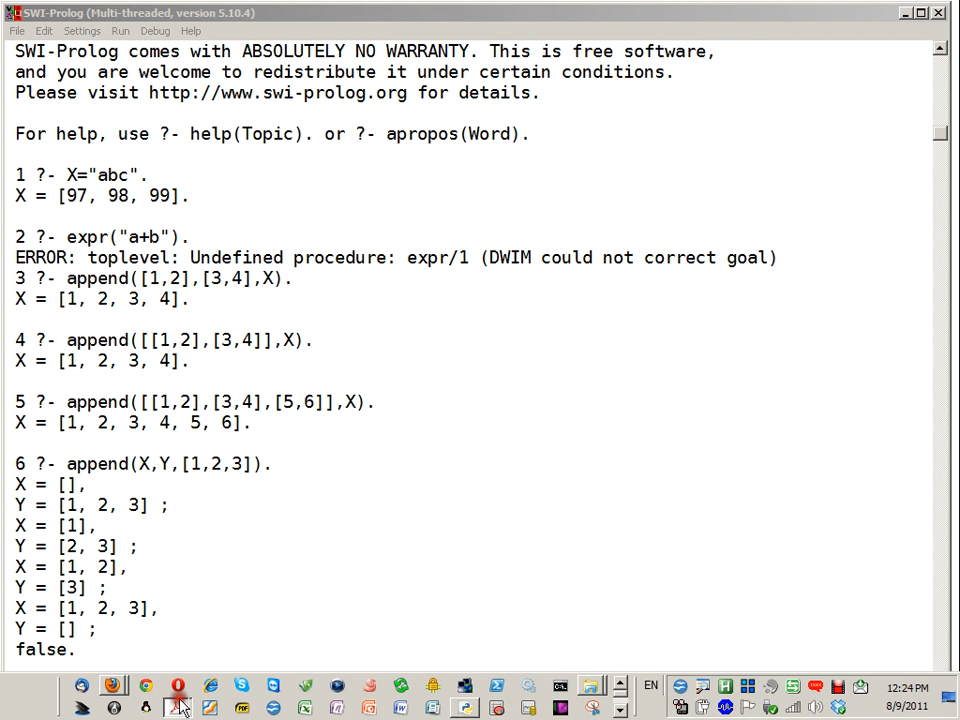 SWI-Prolog (Multi-threaded, version 5.10.4)
File Edit Settings Run Debug Help
SWI-Prolog comes with ABSOLUTELY NO WARRANTY. This is free software,
and you are welcome to redistribute it under certain conditions.
Please visit http://www.swi-prolog.org for details.
For help, use ?- help(Topic). or ?- apropos(Word).
1 ?- X="abc".
X = [97, 98, 99].
2 ?- expr("a+b").
ERROR: toplevel: Undefined procedure: expr/1 (DWIM could not correct goal)
3 ?- append([1,2],[3,4],X).
X = [1, 2, 3, 4].
4 ?- append([[1,2],[3,4]],X).
X = [1, 2, 3, 4].
5 ?- append([[1,2],[3,4],[5,6]],X).
X = [1, 2, 3, 4, 5, 6].
6 ?- append(X,Y,[1,2,3]).
X = [],
Y = [1, 2, 3] ;
X = [1],
Y = [2, 3] ;
X = [1, 2],
Y = [3] ;
X = [1, 2, 3],
Y = [] ;
false.
EN
12:24 PM
8/9/2011